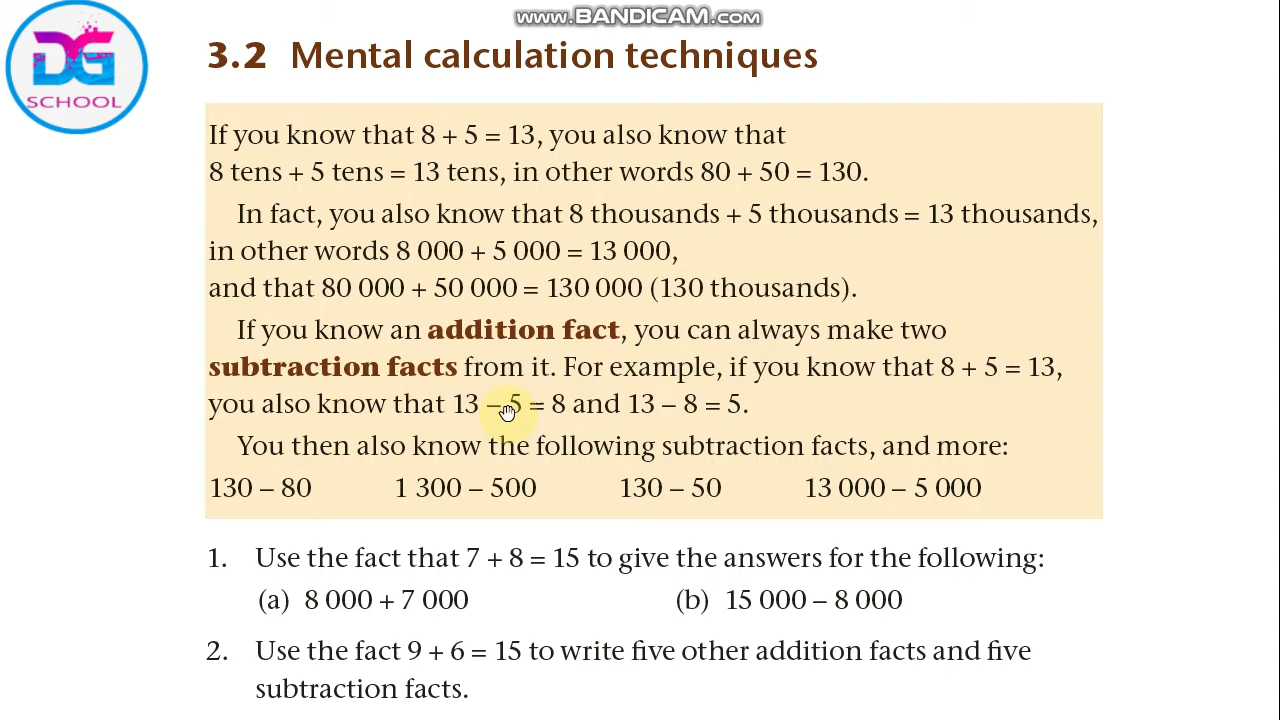 www.BANDICAM.com
DG
SCHOOL
3.2 Mental calculation techniques
If you know that 8 + 5 = 13, you also know that
8 tens + 5 tens = 13 tens, in other words 80 + 50 = 130.
In fact, you also know that 8 thousands + 5 thousands = 13 thousands,
in other words 8 000 + 5 000 = 13 000,
and that 80 000 + 50 000 = 130 000 (130 thousands).
If you know an addition fact, you can always make two
subtraction facts from it. For example, if you know that 8 + 5 = 13,
you also know that 13 – 5 = 8 and 13 – 8 = 5.
You then also know the following subtraction facts, and more:
130 – 80 1 300 – 500 130 – 50 13 000 – 5 000
1. Use the fact that 7 + 8 = 15 to give the answers for the following:
(a) 8 000 + 7 000 (b) 15 000 – 8 000
2. Use the fact 9 + 6 = 15 to write five other addition facts and five
subtraction facts.